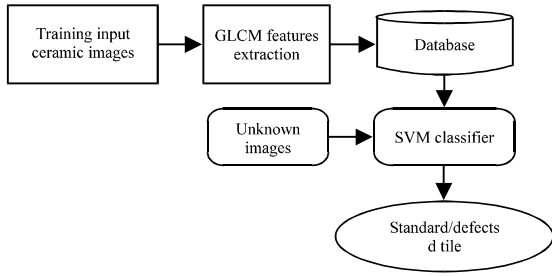 Training input
ceramic images
GLCM features
extraction
Database
Unknown
images
SVM classifier
Standard/defects
d tile